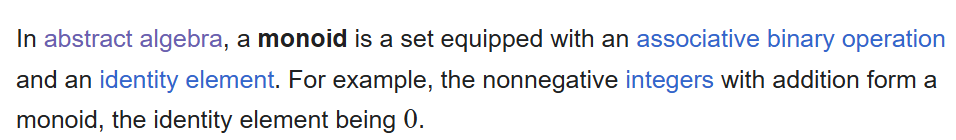 In abstract algebra, a monoid is a set equipped with an associative binary operation
and an identity element. For example, the nonnegative integers with addition form a
monoid, the identity element being 0.